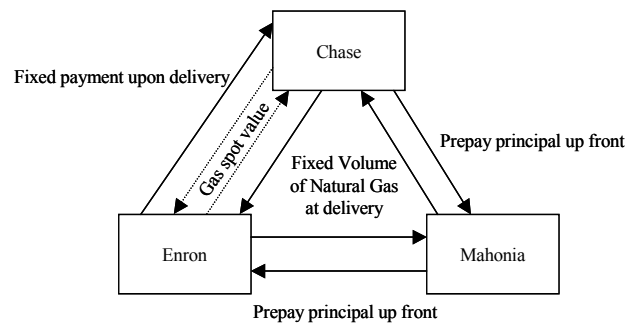 Chase
Fixed payment upon delivery
Gas spot value
Prepay principal up front
Fixed Volume
of Natural Gas
at delivery
Enron
Mahonia
Prepay principal up front